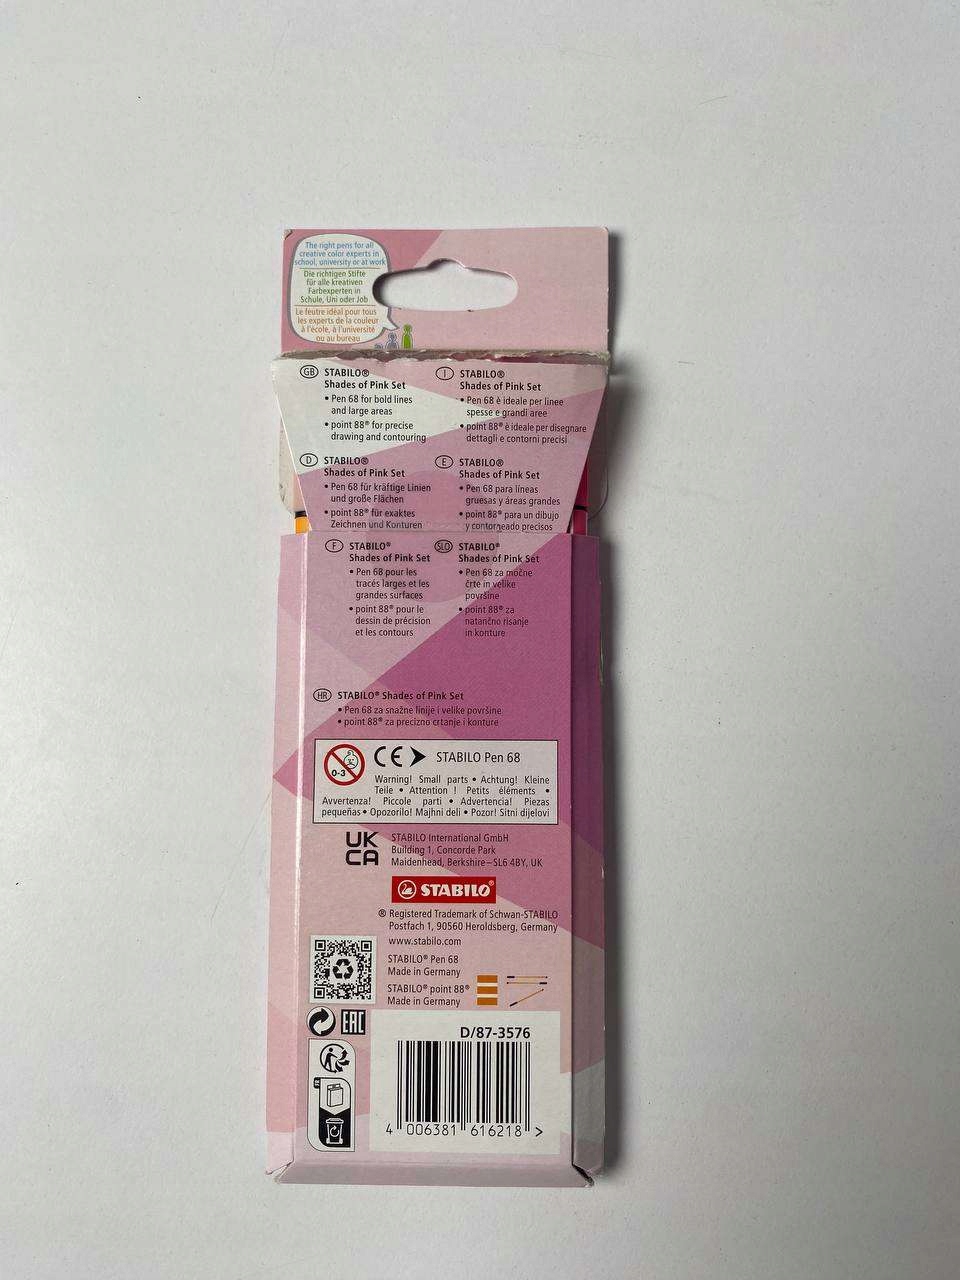 The right pens for all
creative color experts in
school, university or at work
Die richtigen Stifte
für alle kreativen
Farbexperten in
Schule, Uni oder Job
Le feutre idéal pour tous
les experts de la couleur
à l'école, à l'université
ou au bureau
GB STABILO®
Shades of Pink Set
• Pen 68 for bold lines
and large areas
• point 88® for precise
drawing and contouring
I STABILO®
Shades of Pink Set
• Pen 68 è ideale per linee
spesse e grandi aree
• point 88® è ideale per disegnare
dettagli e contorni precisi
D STABILO®
Shades of Pink Set
• Pen 68 für kräftige Linien
und große Flächen
• point 88® für exaktes
Zeichnen und Konturen
E STABILO®
Shades of Pink Set
• Pen 68 para líneas
gruesas y áreas grandes
• point 88® para un dibujo
y contorneado precisos
F STABILO®
Shades of Pink Set
• Pen 68 pour les
tracés larges et les
grandes surfaces
• point 88® pour le
dessin de précision
et les contours
SLO STABILO®
Shades of Pink Set
• Pen 68 za močne
črte in velike
površine
• point 88® za
natančno risanje
in konture
HR STABILO® Shades of Pink Set
• Pen 68 za snažne linije i velike površine
• point 88® za precizno crtanje i konture
0-3 CE STABILO Pen 68
Warning! Small parts • Achtung! Kleine
Teile • Attention ! Petits éléments •
Avvertenza! Piccole parti • Advertencia! Piezas
pequeñas • Opozorilo! Majhni deli • Pozor! Sitni dijelovi
UK
CA
STABILO International GmbH
Building 1, Concorde Park
Maidenhead, Berkshire–SL6 4BY, UK
STABILO®
® Registered Trademark of Schwan-STABILO
Postfach 1, 90560 Heroldsberg, Germany
www.stabilo.com
STABILO® Pen 68
Made in Germany
STABILO® point 88®
Made in Germany
EAC
D/87-3576
4 006381 616218 >